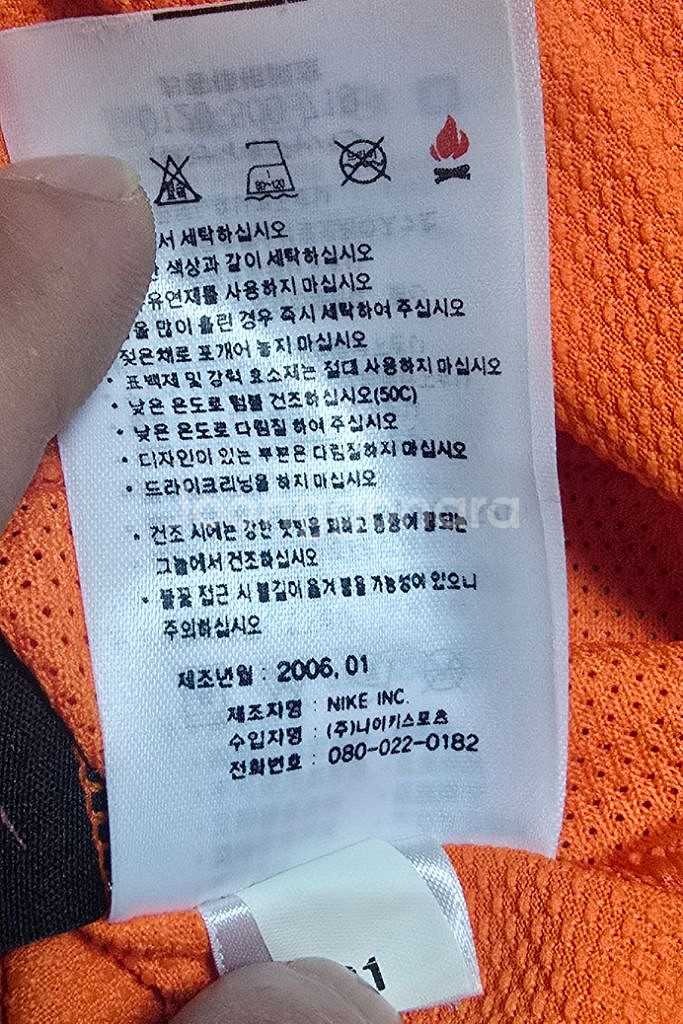 염소
1
80~120
드라이
서 세탁하십시오
색상과 같이 세탁하십시오
유연제를 사용하지 마십시오
을 많이 흘린 경우 즉시 세탁하여 주십시오
젖은채로 포개어 놓지 마십시오
• 표백제 및 강력 효소제는 절대 사용하지 마십시오
• 낮은 온도로 텀블 건조하십시오(50C)
• 낮은 온도로 다림질 하여 주십시오
• 디자인이 있는 부분은 다림질하지 마십시오
• 드라이크리닝을 하지 마십시오
• 건조 시에는 강한 햇빛을 피하고 통풍이 잘되는
그늘에서 건조하십시오
• 불꽃 접근 시 불길이 옮겨 붙을 가능성이 있으니
주의하십시오
제조년월 : 2006. 01
제조자명 : NIKE INC.
수입자명 : (주)나이키스포츠
전화번호 : 080-022-0182
1